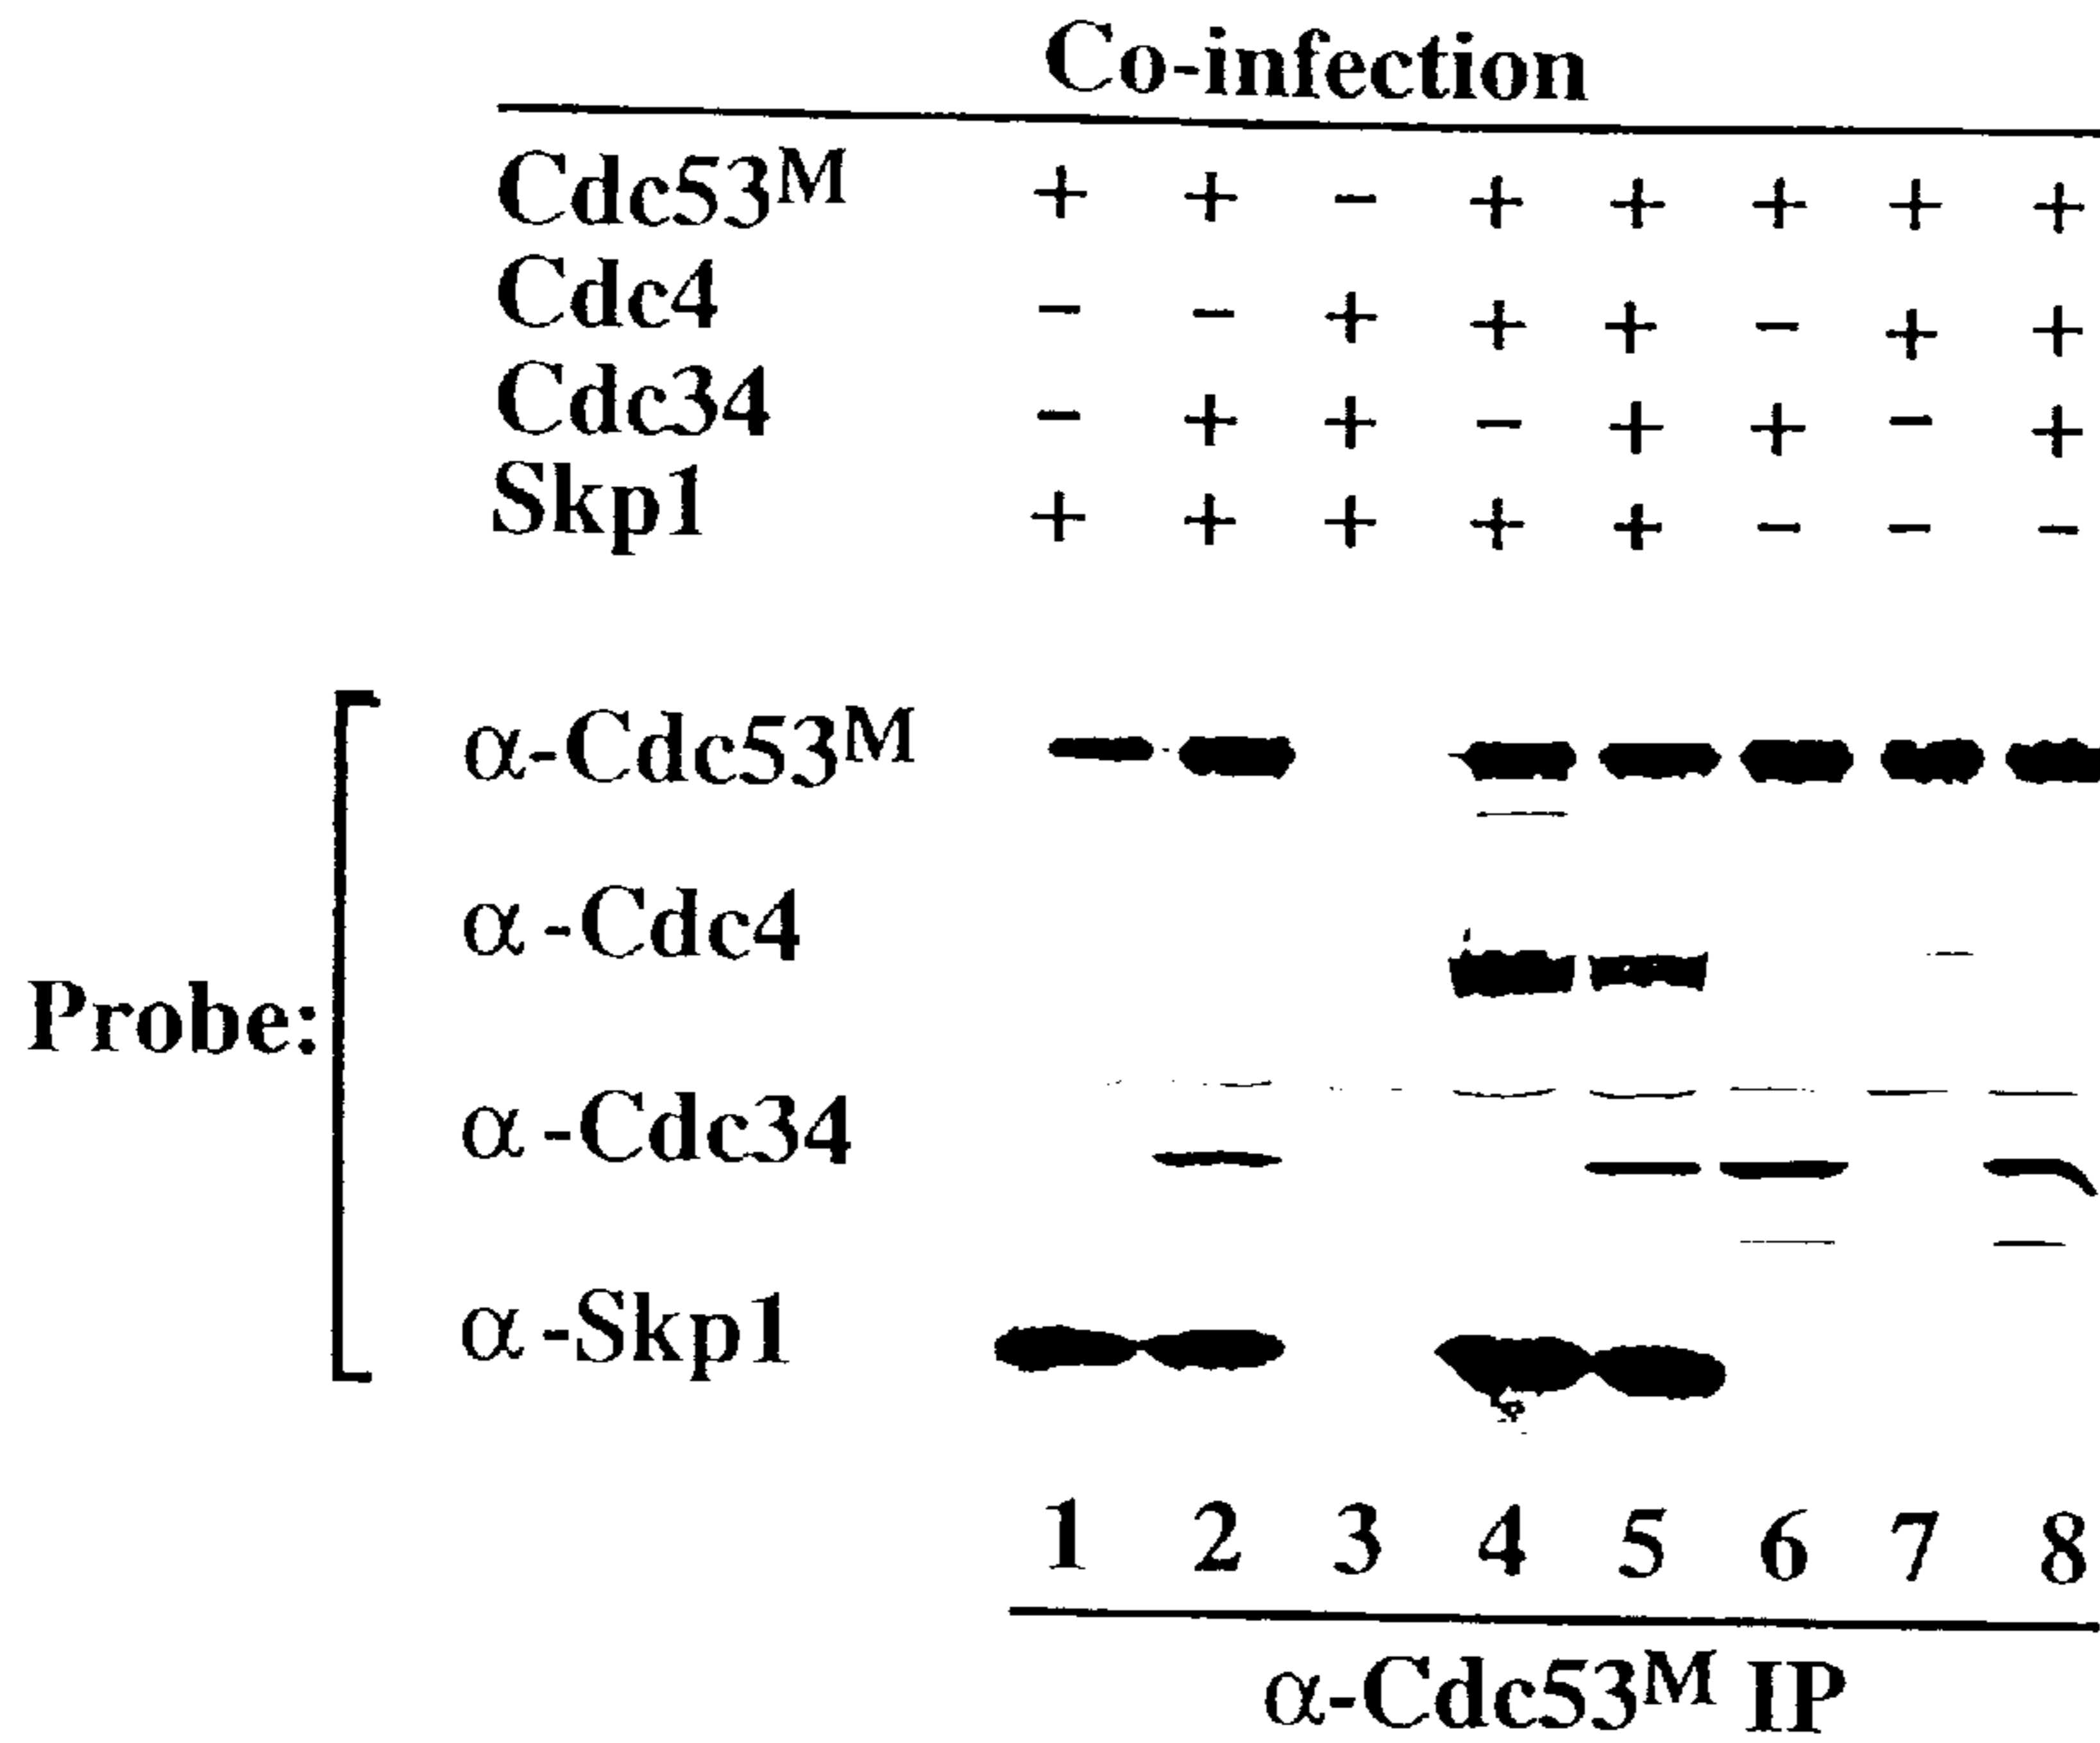 Co-infection
Cdc53ᴹ + + - + + + + +
Cdc4 - - + + + - + +
Cdc34 - + + - + + - +
Skp1 + + + + + - - -
α-Cdc53ᴹ
α-Cdc4
Probe:
α-Cdc34
α-Skp1
1 2 3 4 5 6 7 8
α-Cdc53ᴹ IP